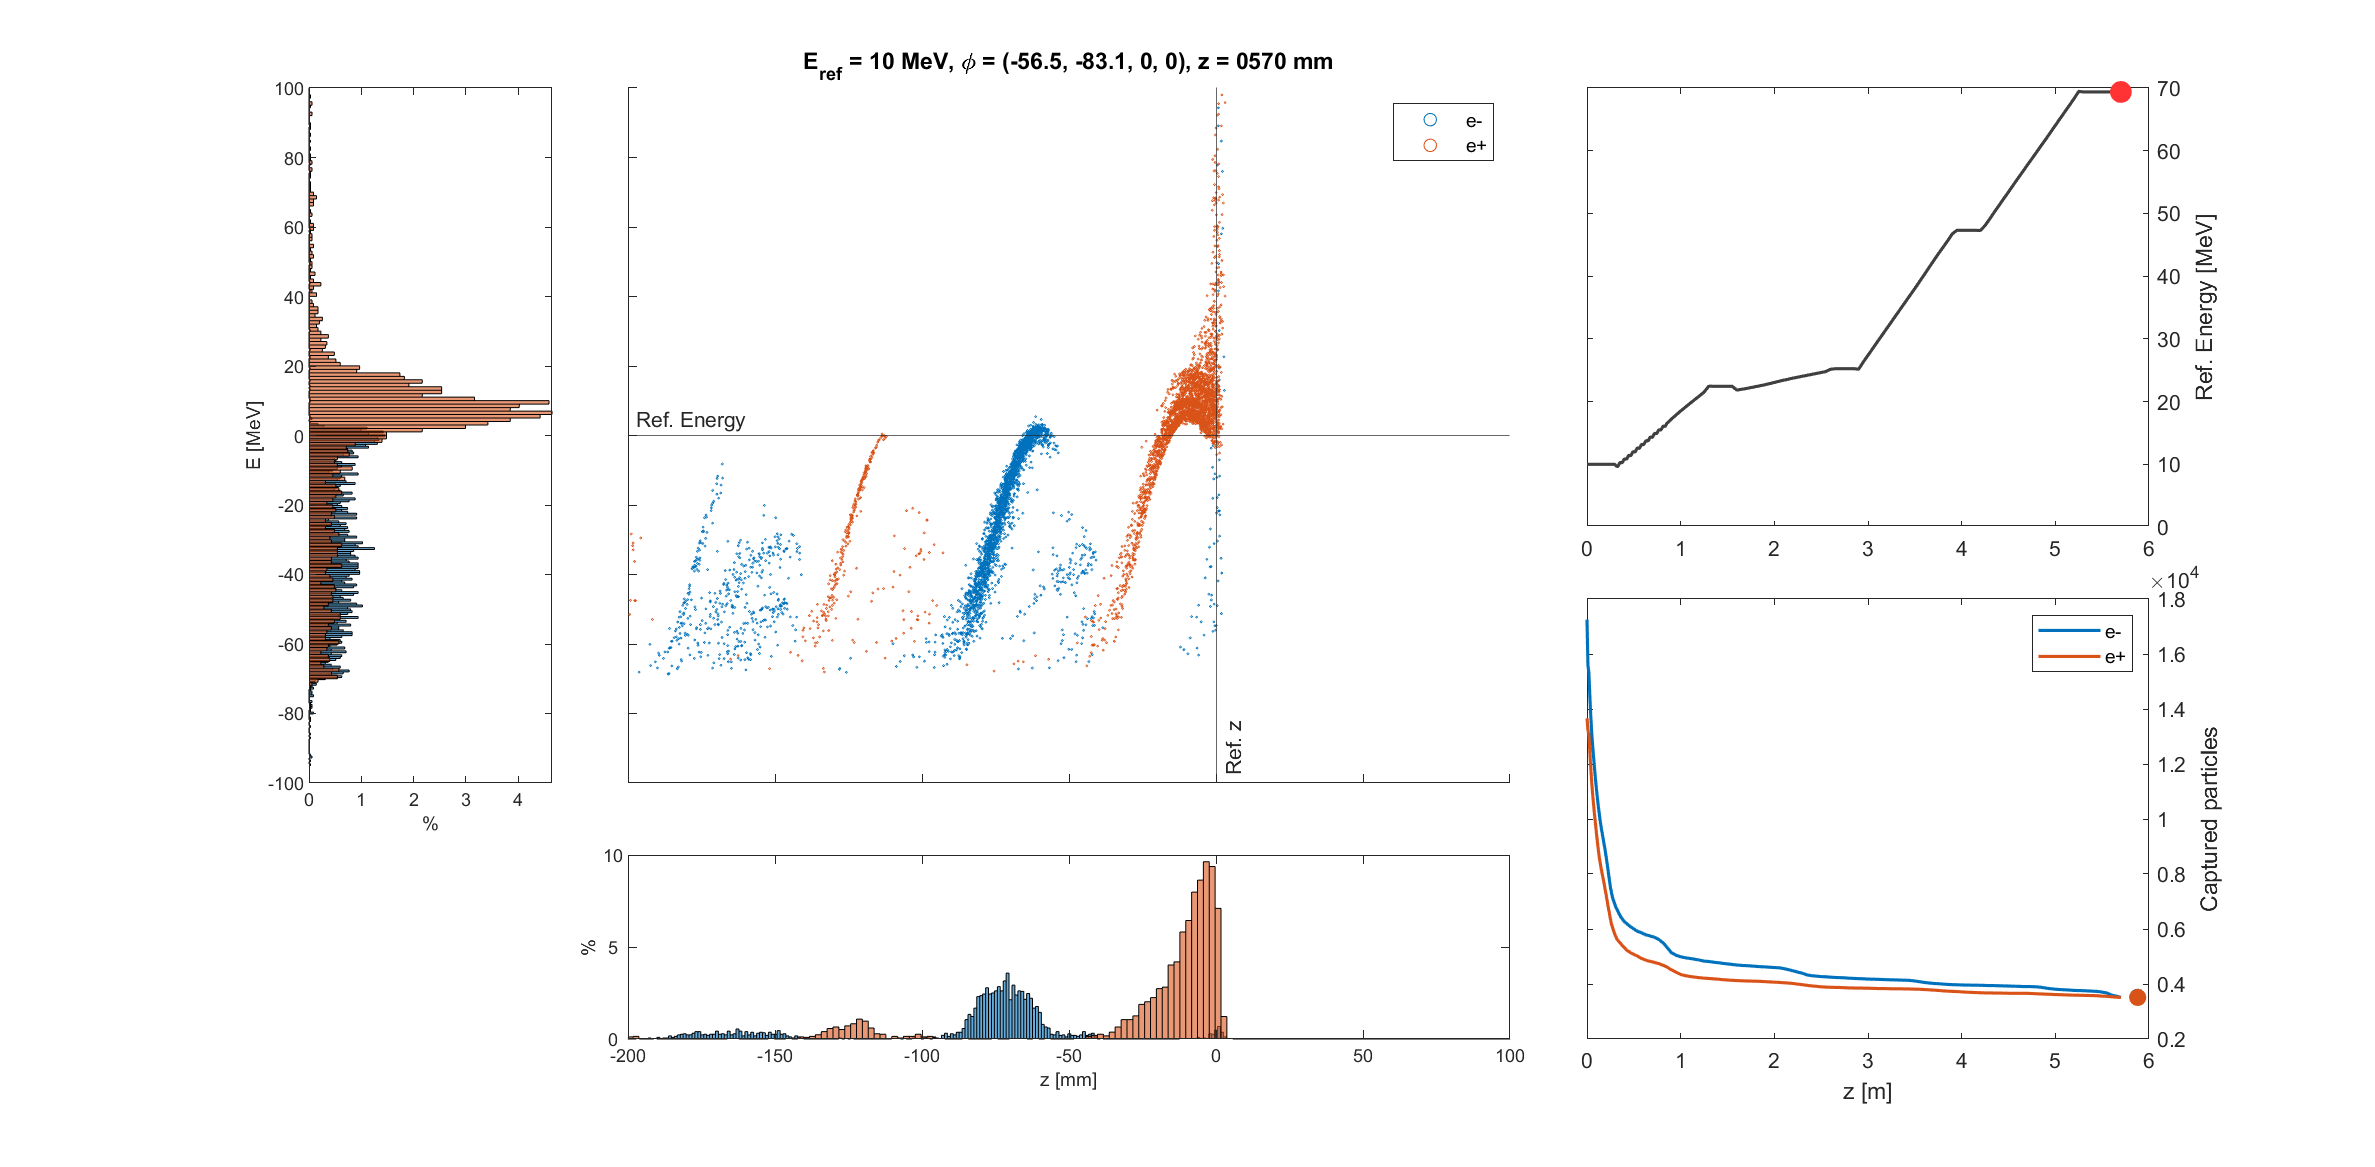 E_ref = 10 MeV, ϕ = (-56.5, -83.1, 0, 0), z = 0570 mm
100
80
60
40
20
0
-20
-40
-60
-80
-100
E [MeV]
0 1 2 3 4
%
e-
e+
Ref. Energy
Ref. z
10
5
0
%
-200 -150 -100 -50 0 50 100
z [mm]
70
60
50
40
30
20
10
0
Ref. Energy [MeV]
0 1 2 3 4 5 6
×10^4
1.8
1.6
1.4
1.2
1
0.8
0.6
0.4
0.2
Captured particles
e-
e+
0 1 2 3 4 5 6
z [m]